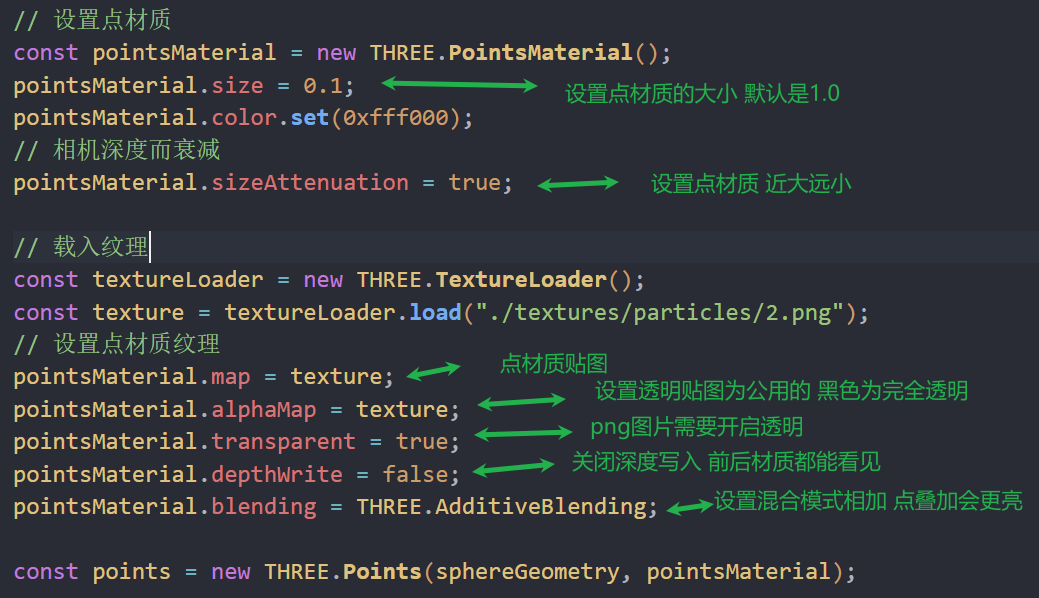 // 设置点材质
const pointsMaterial = new THREE.PointsMaterial();
pointsMaterial.size = 0.1; 设置点材质的大小 默认是1.0
pointsMaterial.color.set(0xfff000);
// 相机深度而衰减
pointsMaterial.sizeAttenuation = true; 设置点材质 近大远小
// 载入纹理
const textureLoader = new THREE.TextureLoader();
const texture = textureLoader.load("./textures/particles/2.png");
// 设置点材质纹理
pointsMaterial.map = texture; 点材质贴图
pointsMaterial.alphaMap = texture; 设置透明贴图为公用的 黑色为完全透明
pointsMaterial.transparent = true; png图片需要开启透明
pointsMaterial.depthWrite = false; 关闭深度写入 前后材质都能看见
pointsMaterial.blending = THREE.AdditiveBlending; 设置混合模式相加 点叠加会更亮
const points = new THREE.Points(sphereGeometry, pointsMaterial);